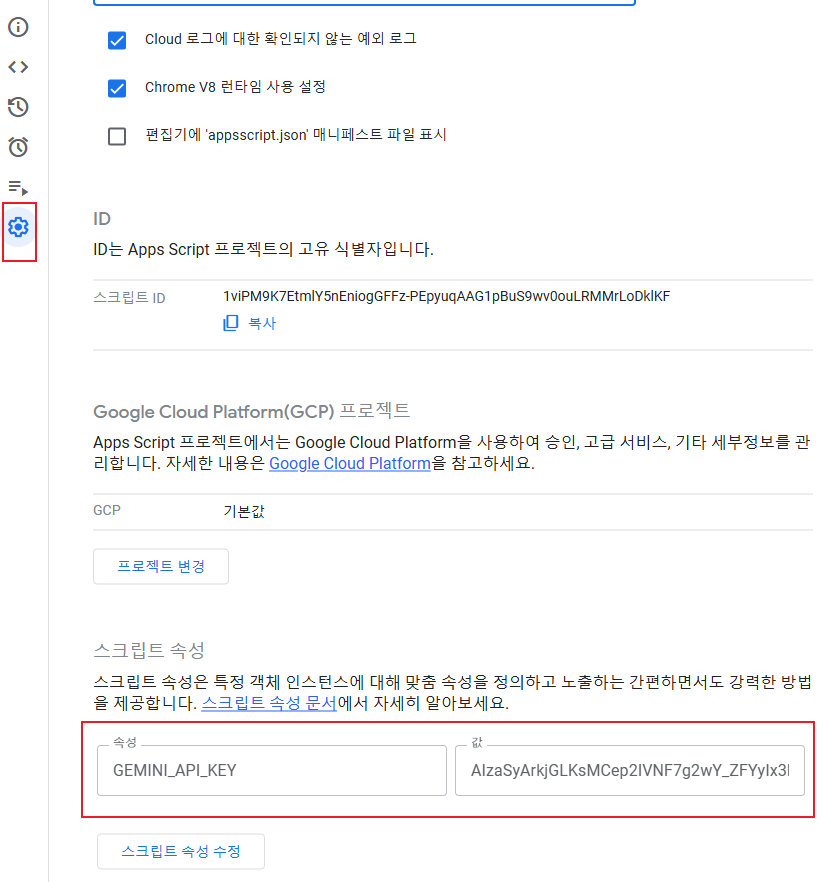 Cloud 로그에 대한 확인되지 않는 예외 로그
Chrome V8 런타임 사용 설정
편집기에 'appsscript.json' 매니페스트 파일 표시
ID
ID는 Apps Script 프로젝트의 고유 식별자입니다.
스크립트 ID
1viPM9K7EtmlY5nEniogGFFz-PEpyuqAAG1pBuS9wv0ouLRMMrLoDklKF
복사
Google Cloud Platform(GCP) 프로젝트
Apps Script 프로젝트에서는 Google Cloud Platform을 사용하여 승인, 고급 서비스, 기타 세부정보를 관
리합니다. 자세한 내용은 Google Cloud Platform을 참고하세요.
GCP
기본값
프로젝트 변경
스크립트 속성
스크립트 속성은 특정 객체 인스턴스에 대해 맞춤 속성을 정의하고 노출하는 간편하면서도 강력한 방법
을 제공합니다. 스크립트 속성 문서에서 자세히 알아보세요.
속성
GEMINI_API_KEY
값
AIzaSyArkjGLKsMCep2IVNF7g2wY_ZFYyIx3
스크립트 속성 수정